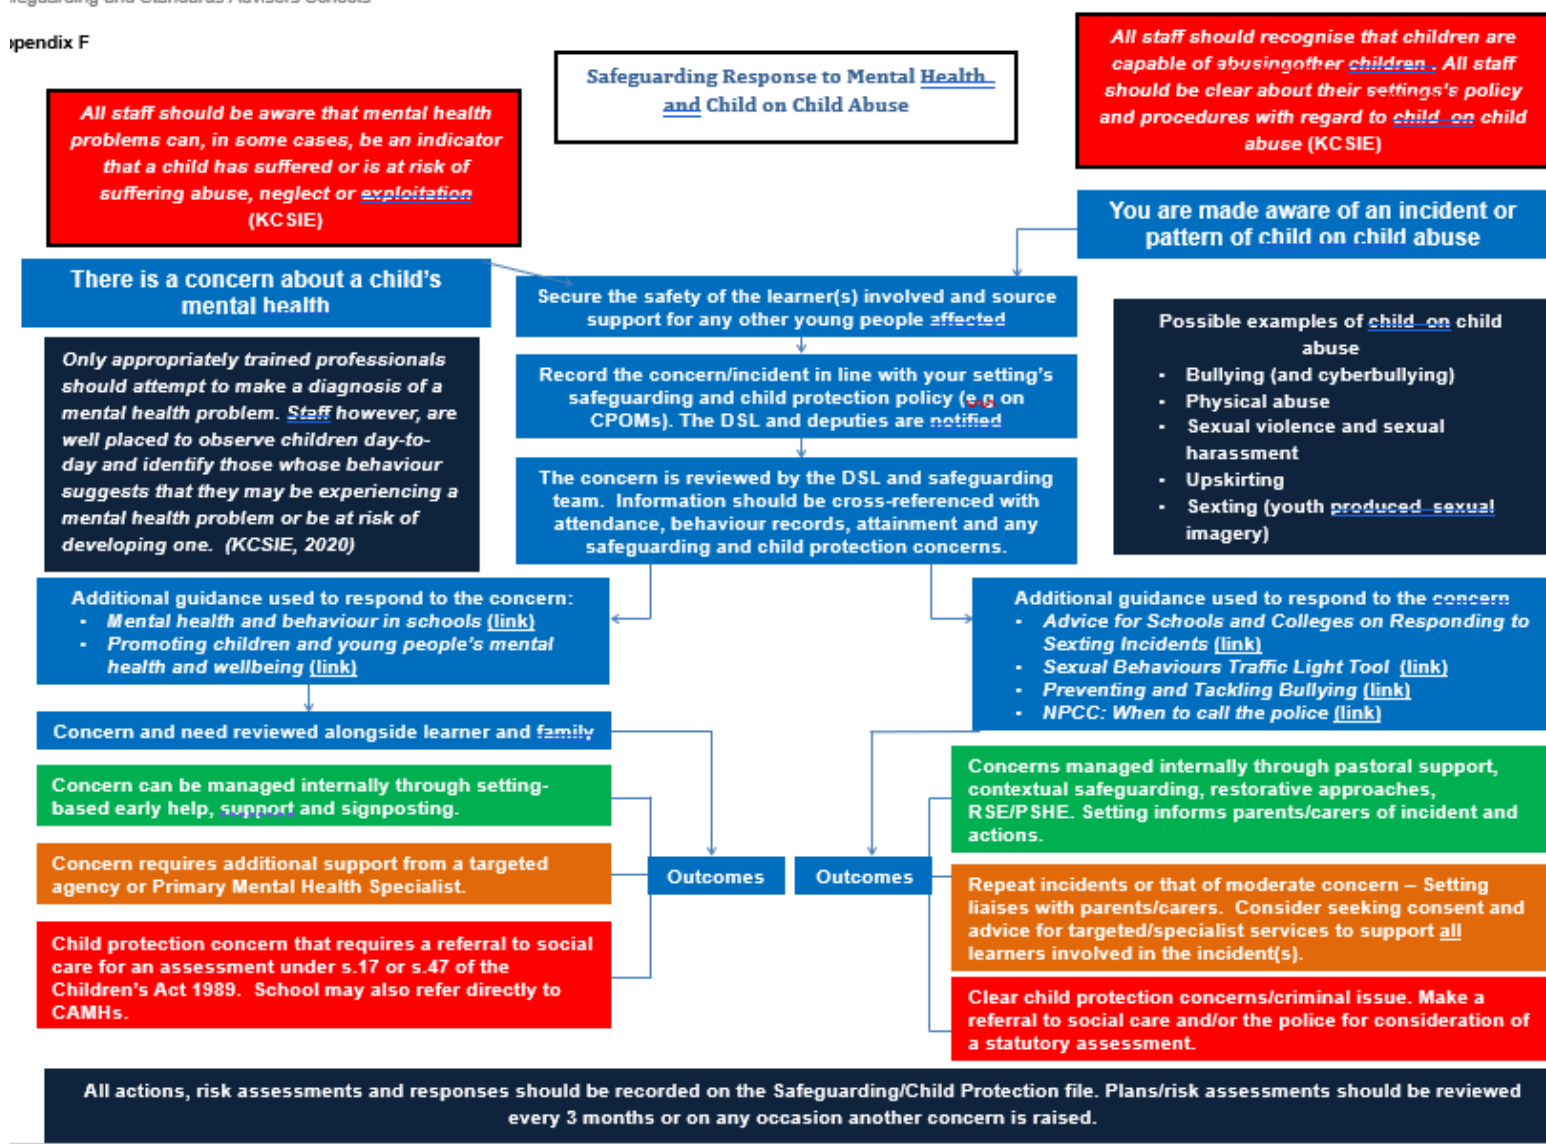 Safeguarding and Standards Advisors Schools
ppendix F
Safeguarding Response to Mental Health
and Child on Child Abuse
All staff should be aware that mental health
problems can, in some cases, be an indicator
that a child has suffered or is at risk of
suffering abuse, neglect or exploitation
(KCSIE)
All staff should recognise that children are
capable of abusingother children . All staff
should be clear about their settings's policy
and procedures with regard to child on child
abuse (KCSIE)
There is a concern about a child's
mental health
You are made aware of an incident or
pattern of child on child abuse
Only appropriately trained professionals
should attempt to make a diagnosis of a
mental health problem. Staff however, are
well placed to observe children day-to-
day and identify those whose behaviour
suggests that they may be experiencing a
mental health problem or be at risk of
developing one. (KCSIE, 2020)
Secure the safety of the learner(s) involved and source
support for any other young people affected
Record the concern/incident in line with your setting's
safeguarding and child protection policy (e.g on
CPOMs). The DSL and deputies are notified
The concern is reviewed by the DSL and safeguarding
team. Information should be cross-referenced with
attendance, behaviour records, attainment and any
safeguarding and child protection concerns.
Possible examples of child on child
abuse
- Bullying (and cyberbullying)
- Physical abuse
- Sexual violence and sexual
harassment
- Upskirting
- Sexting (youth produced sexual
imagery)
Additional guidance used to respond to the concern:
- Mental health and behaviour in schools (link)
- Promoting children and young people's mental
health and wellbeing (link)
Additional guidance used to respond to the concern
- Advice for Schools and Colleges on Responding to
Sexting Incidents (link)
- Sexual Behaviours Traffic Light Tool (link)
- Preventing and Tackling Bullying (link)
- NPCC: When to call the police (link)
Concern and need reviewed alongside learner and family
Concern can be managed internally through setting-
based early help, support and signposting.
Concern requires additional support from a targeted
agency or Primary Mental Health Specialist.
Child protection concern that requires a referral to social
care for an assessment under s.17 or s.47 of the
Children's Act 1989. School may also refer directly to
CAMHs.
Outcomes
Outcomes
Concerns managed internally through pastoral support,
contextual safeguarding, restorative approaches,
RSE/PSHE. Setting informs parents/carers of incident and
actions.
Repeat incidents or that of moderate concern – Setting
liaises with parents/carers. Consider seeking consent and
advice for targeted/specialist services to support all
learners involved in the incident(s).
Clear child protection concerns/criminal issue. Make a
referral to social care and/or the police for consideration of
a statutory assessment.
All actions, risk assessments and responses should be recorded on the Safeguarding/Child Protection file. Plans/risk assessments should be reviewed
every 3 months or on any occasion another concern is raised.